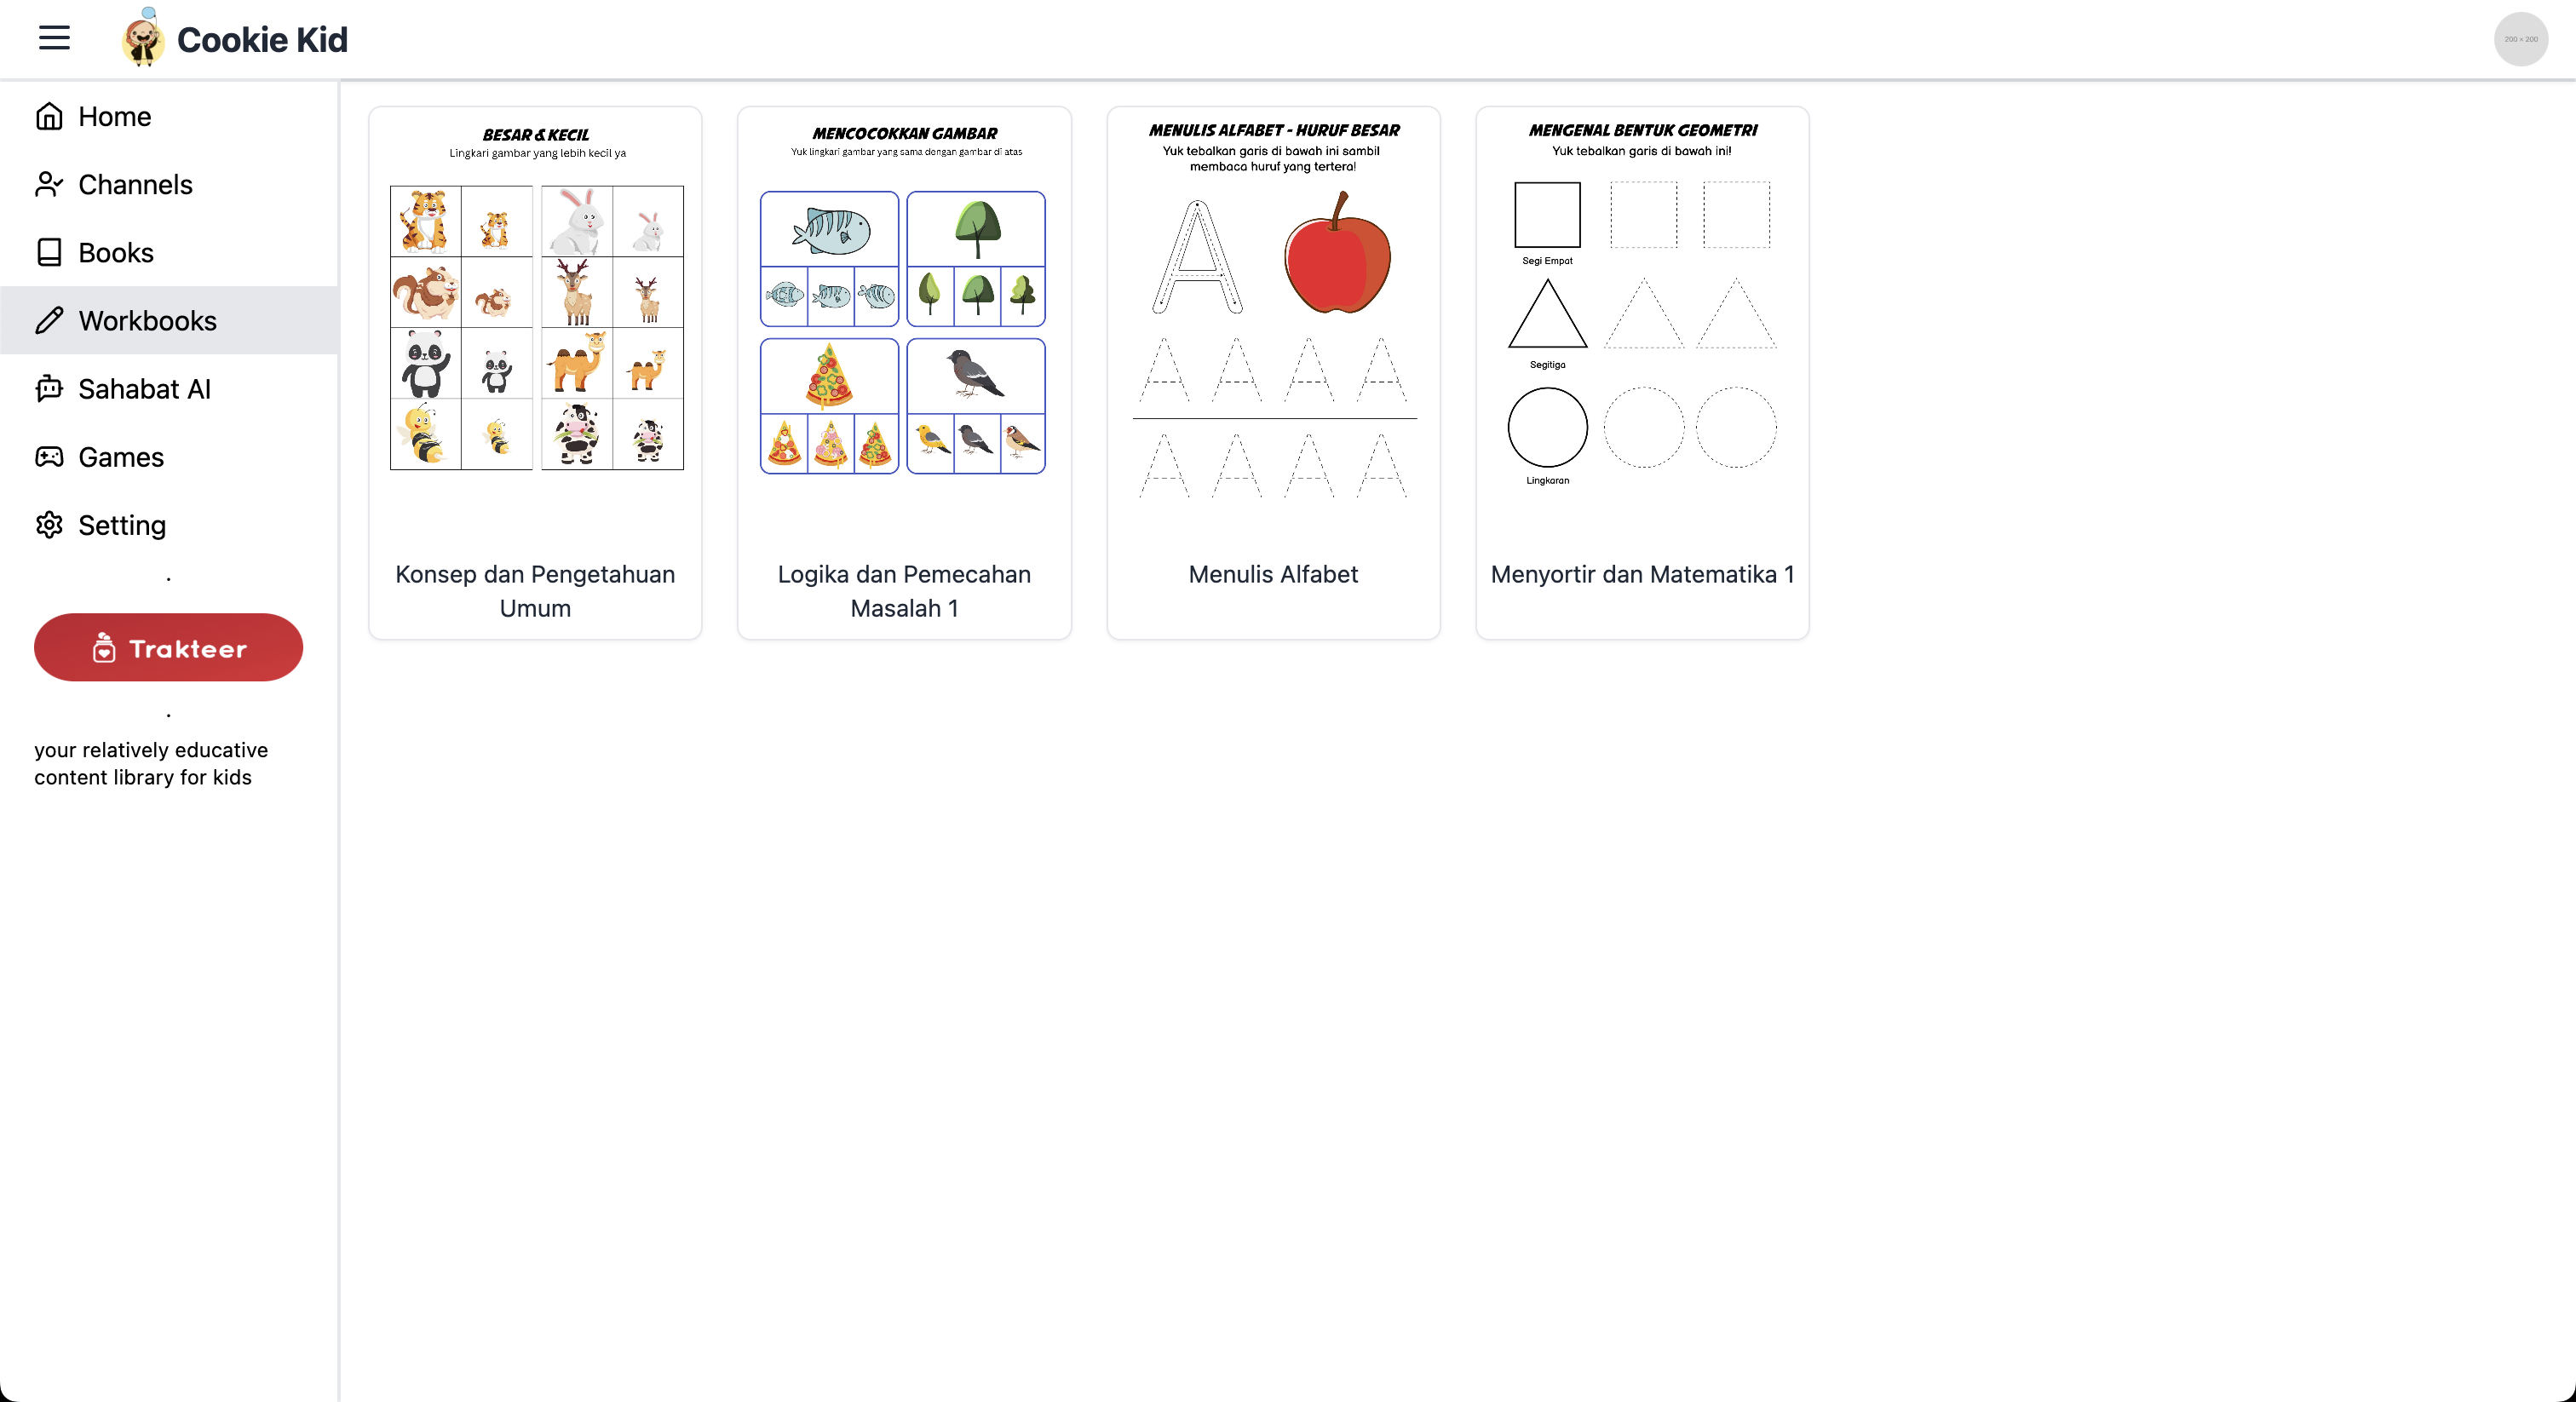 Cookie Kid
200 × 200
Home
Channels
Books
Workbooks
Sahabat AI
Games
Setting
.
Trakteer
.
your relatively educative
content library for kids
BESAR & KECIL
Lingkari gambar yang lebih kecil ya
Konsep dan Pengetahuan
Umum
MENCOCOKKAN GAMBAR
Yuk lingkari gambar yang sama dengan gambar di atas
Logika dan Pemecahan
Masalah 1
MENULIS ALFABET - HURUF BESAR
Yuk tebalkan garis di bawah ini sambil
membaca huruf yang tertera!
A
A A A A
A A A A
Menulis Alfabet
MENGENAL BENTUK GEOMETRI
Yuk tebalkan garis di bawah ini!
Segi Empat
Segitiga
Lingkaran
Menyortir dan Matematika 1